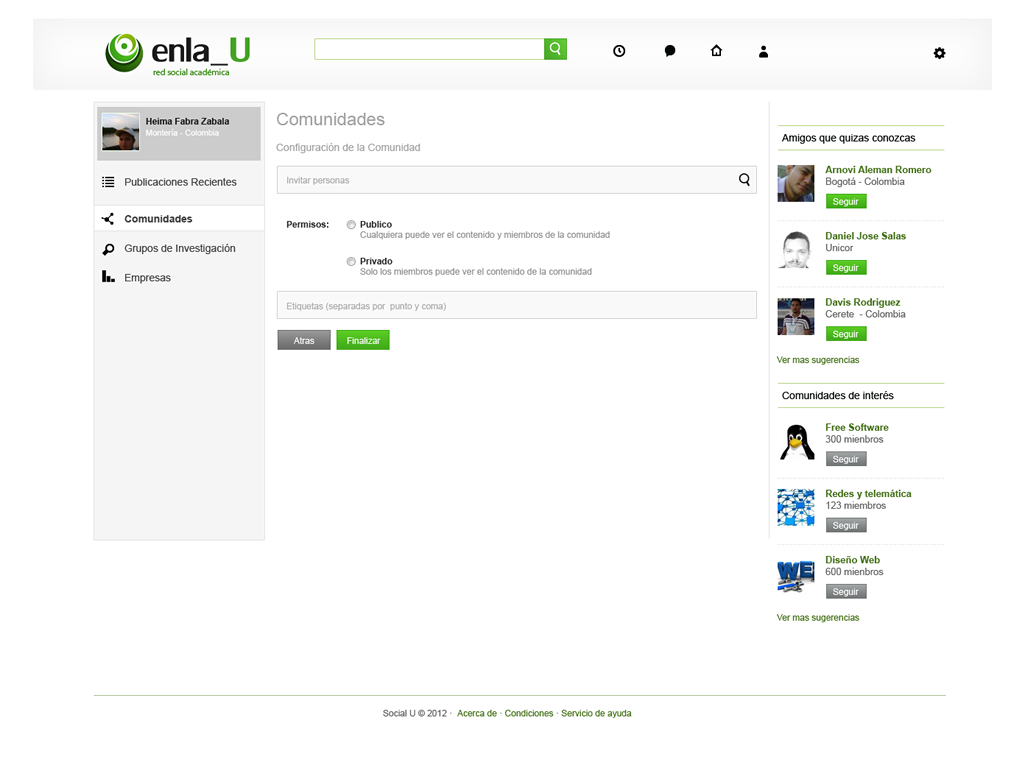 enla_U
red social académica
Heima Fabra Zabala
Montería - Colombia
Publicaciones Recientes
Comunidades
Grupos de Investigación
Empresas
Comunidades
Configuración de la Comunidad
Invitar personas
Permisos:
Publico
Cualquiera puede ver el contenido y miembros de la comunidad
Privado
Solo los miembros puede ver el contenido de la comunidad
Etiquetas (separadas por punto y coma)
Atras
Finalizar
Amigos que quizas conozcas
Arnovi Aleman Romero
Bogotá - Colombia
Seguir
Daniel Jose Salas
Unicor
Seguir
Davis Rodriguez
Cerete - Colombia
Seguir
Ver mas sugerencias
Comunidades de interés
Free Software
300 mienbros
Seguir
Redes y telemática
123 miembros
Seguir
WE
Diseño Web
600 mienbros
Seguir
Ver mas sugerencias
Social U © 2012 · Acerca de · Condiciones · Servicio de ayuda